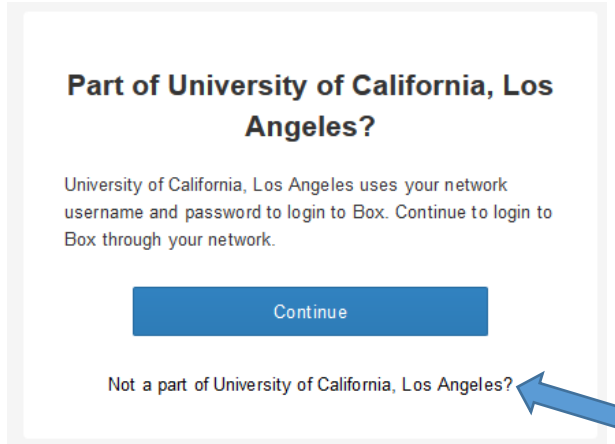 Part of University of California, Los
Angeles?
University of California, Los Angeles uses your network
username and password to login to Box. Continue to login to
Box through your network.
Continue
Not a part of University of California, Los Angeles?